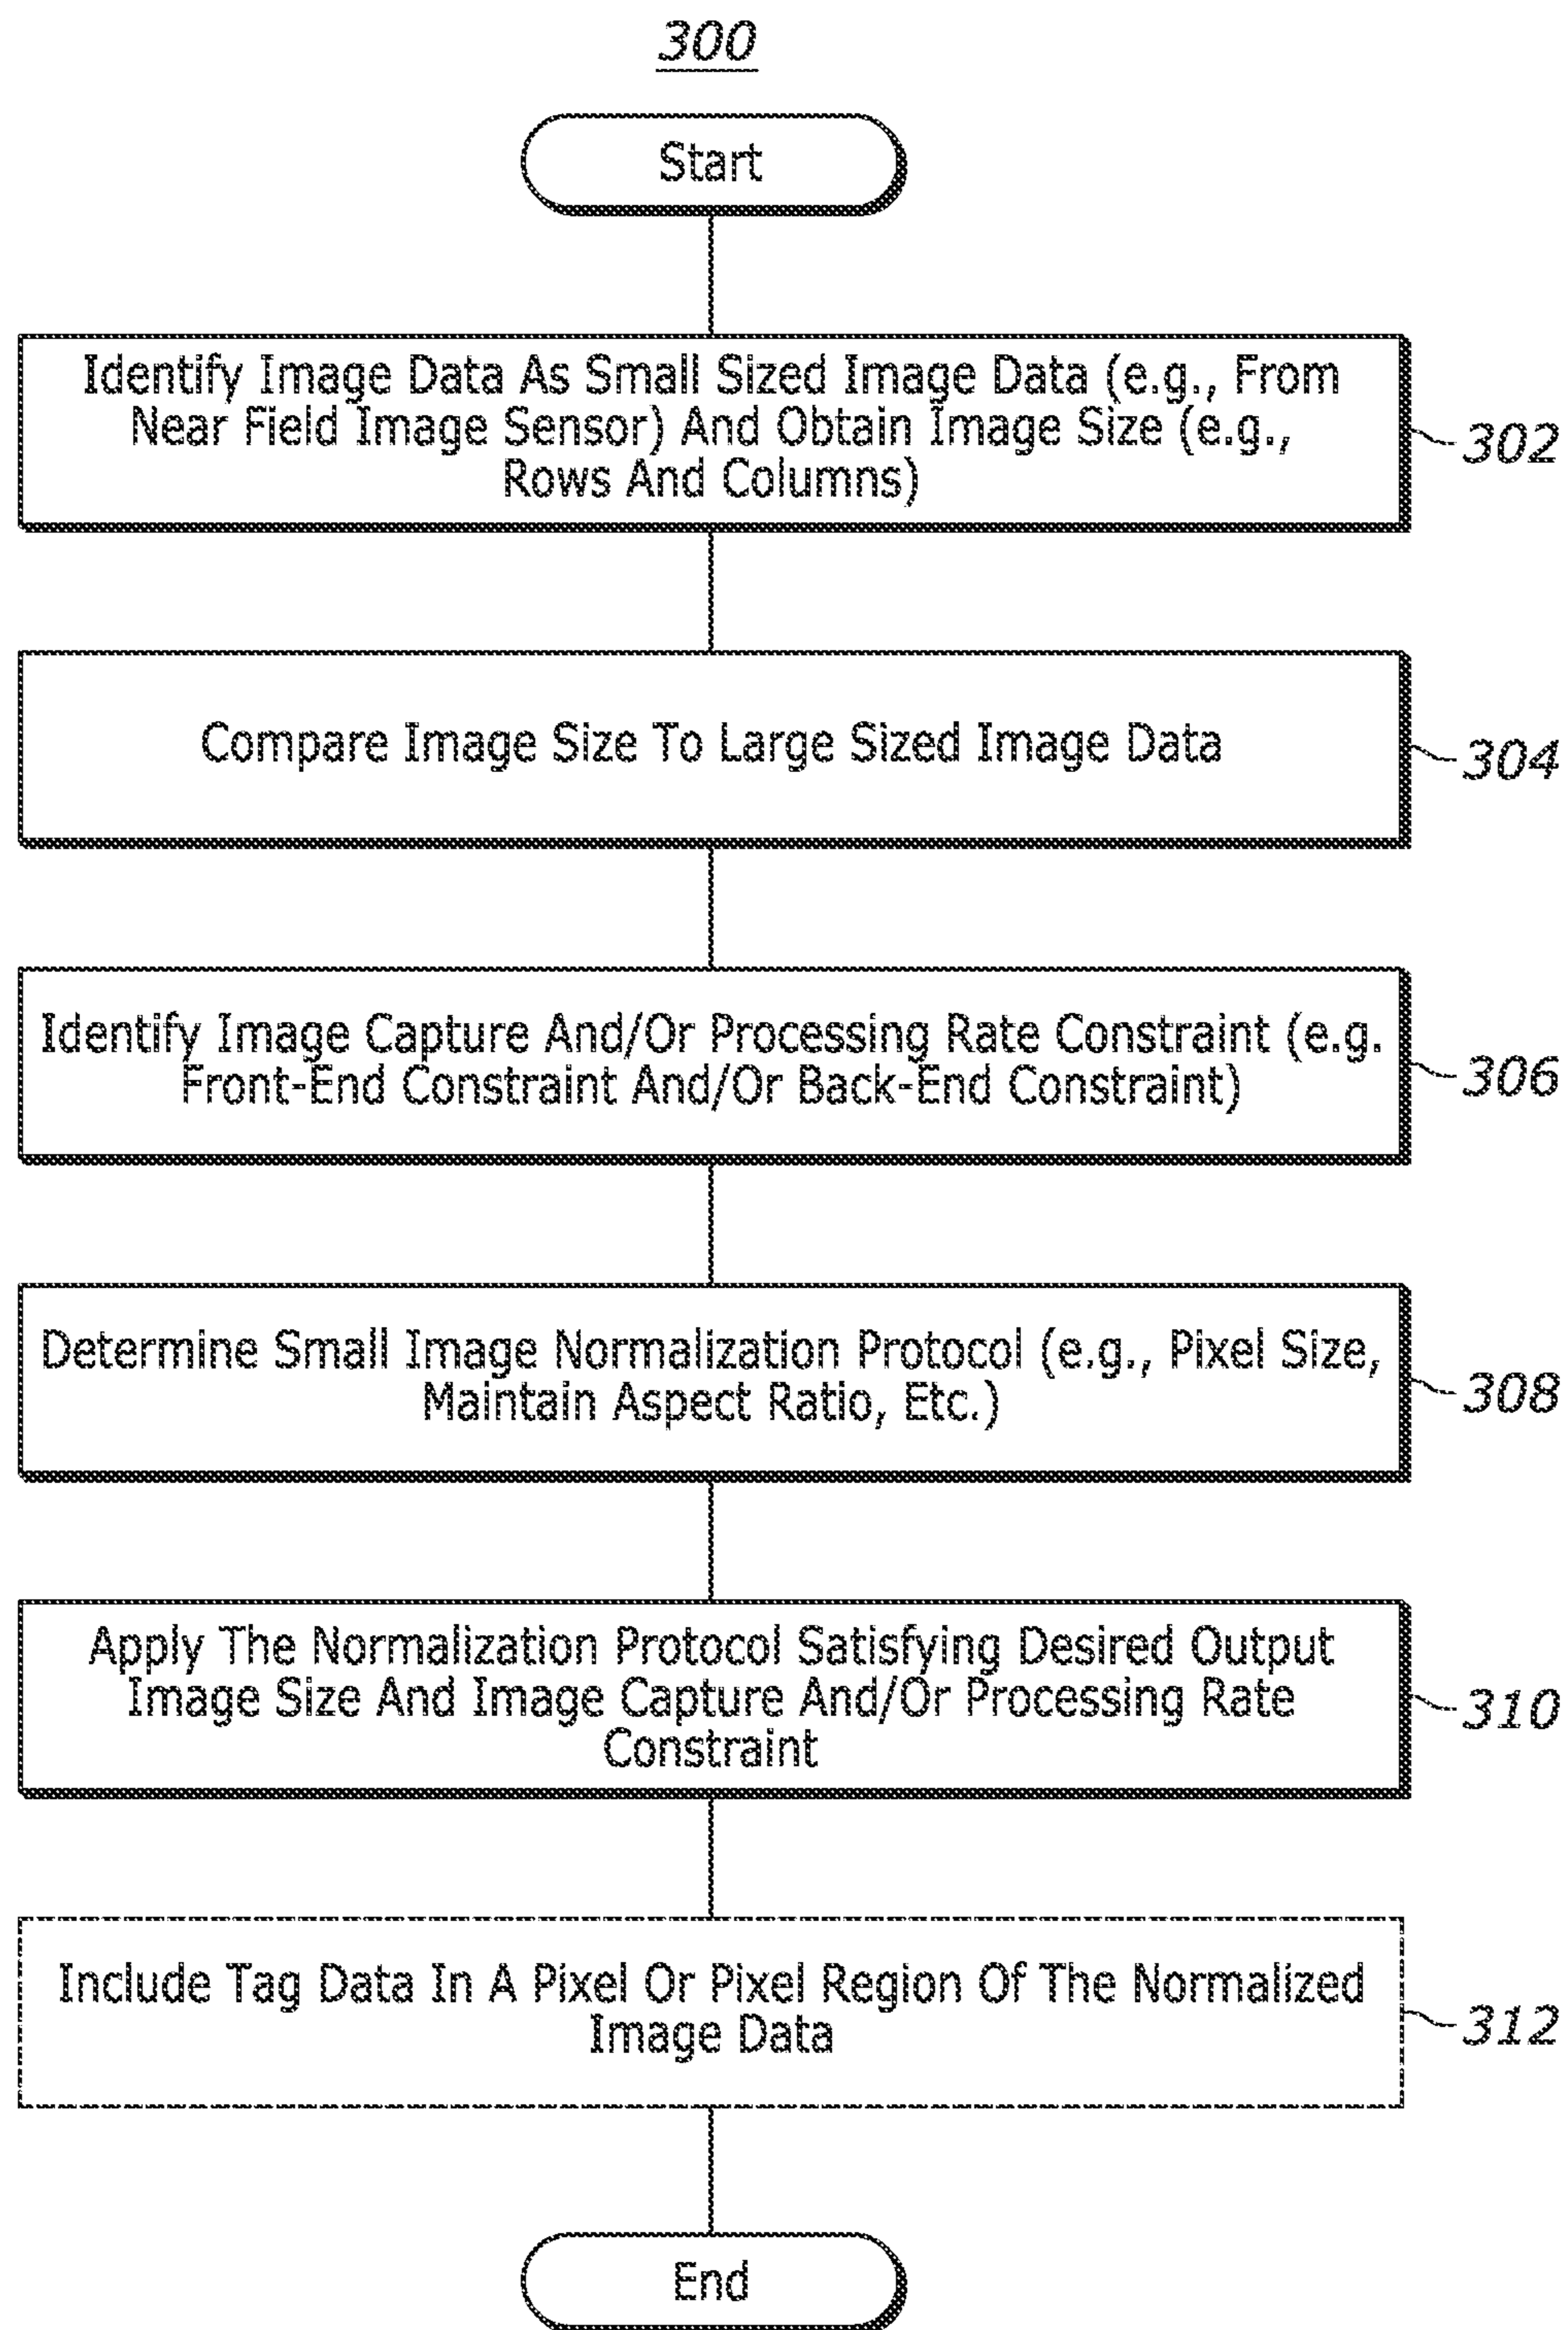 300
Start
Identify Image Data As Small Sized Image Data (e.g., From
Near Field Image Sensor) And Obtain Image Size (e.g.,
Rows And Columns)
302
Compare Image Size To Large Sized Image Data
304
Identify Image Capture And/Or Processing Rate Constraint (e.g.
Front-End Constraint And/Or Back-End Constraint)
306
Determine Small Image Normalization Protocol (e.g., Pixel Size,
Maintain Aspect Ratio, Etc.)
308
Apply The Normalization Protocol Satisfying Desired Output
Image Size And Image Capture And/Or Processing Rate
Constraint
310
Include Tag Data In A Pixel Or Pixel Region Of The Normalized
Image Data
312
End